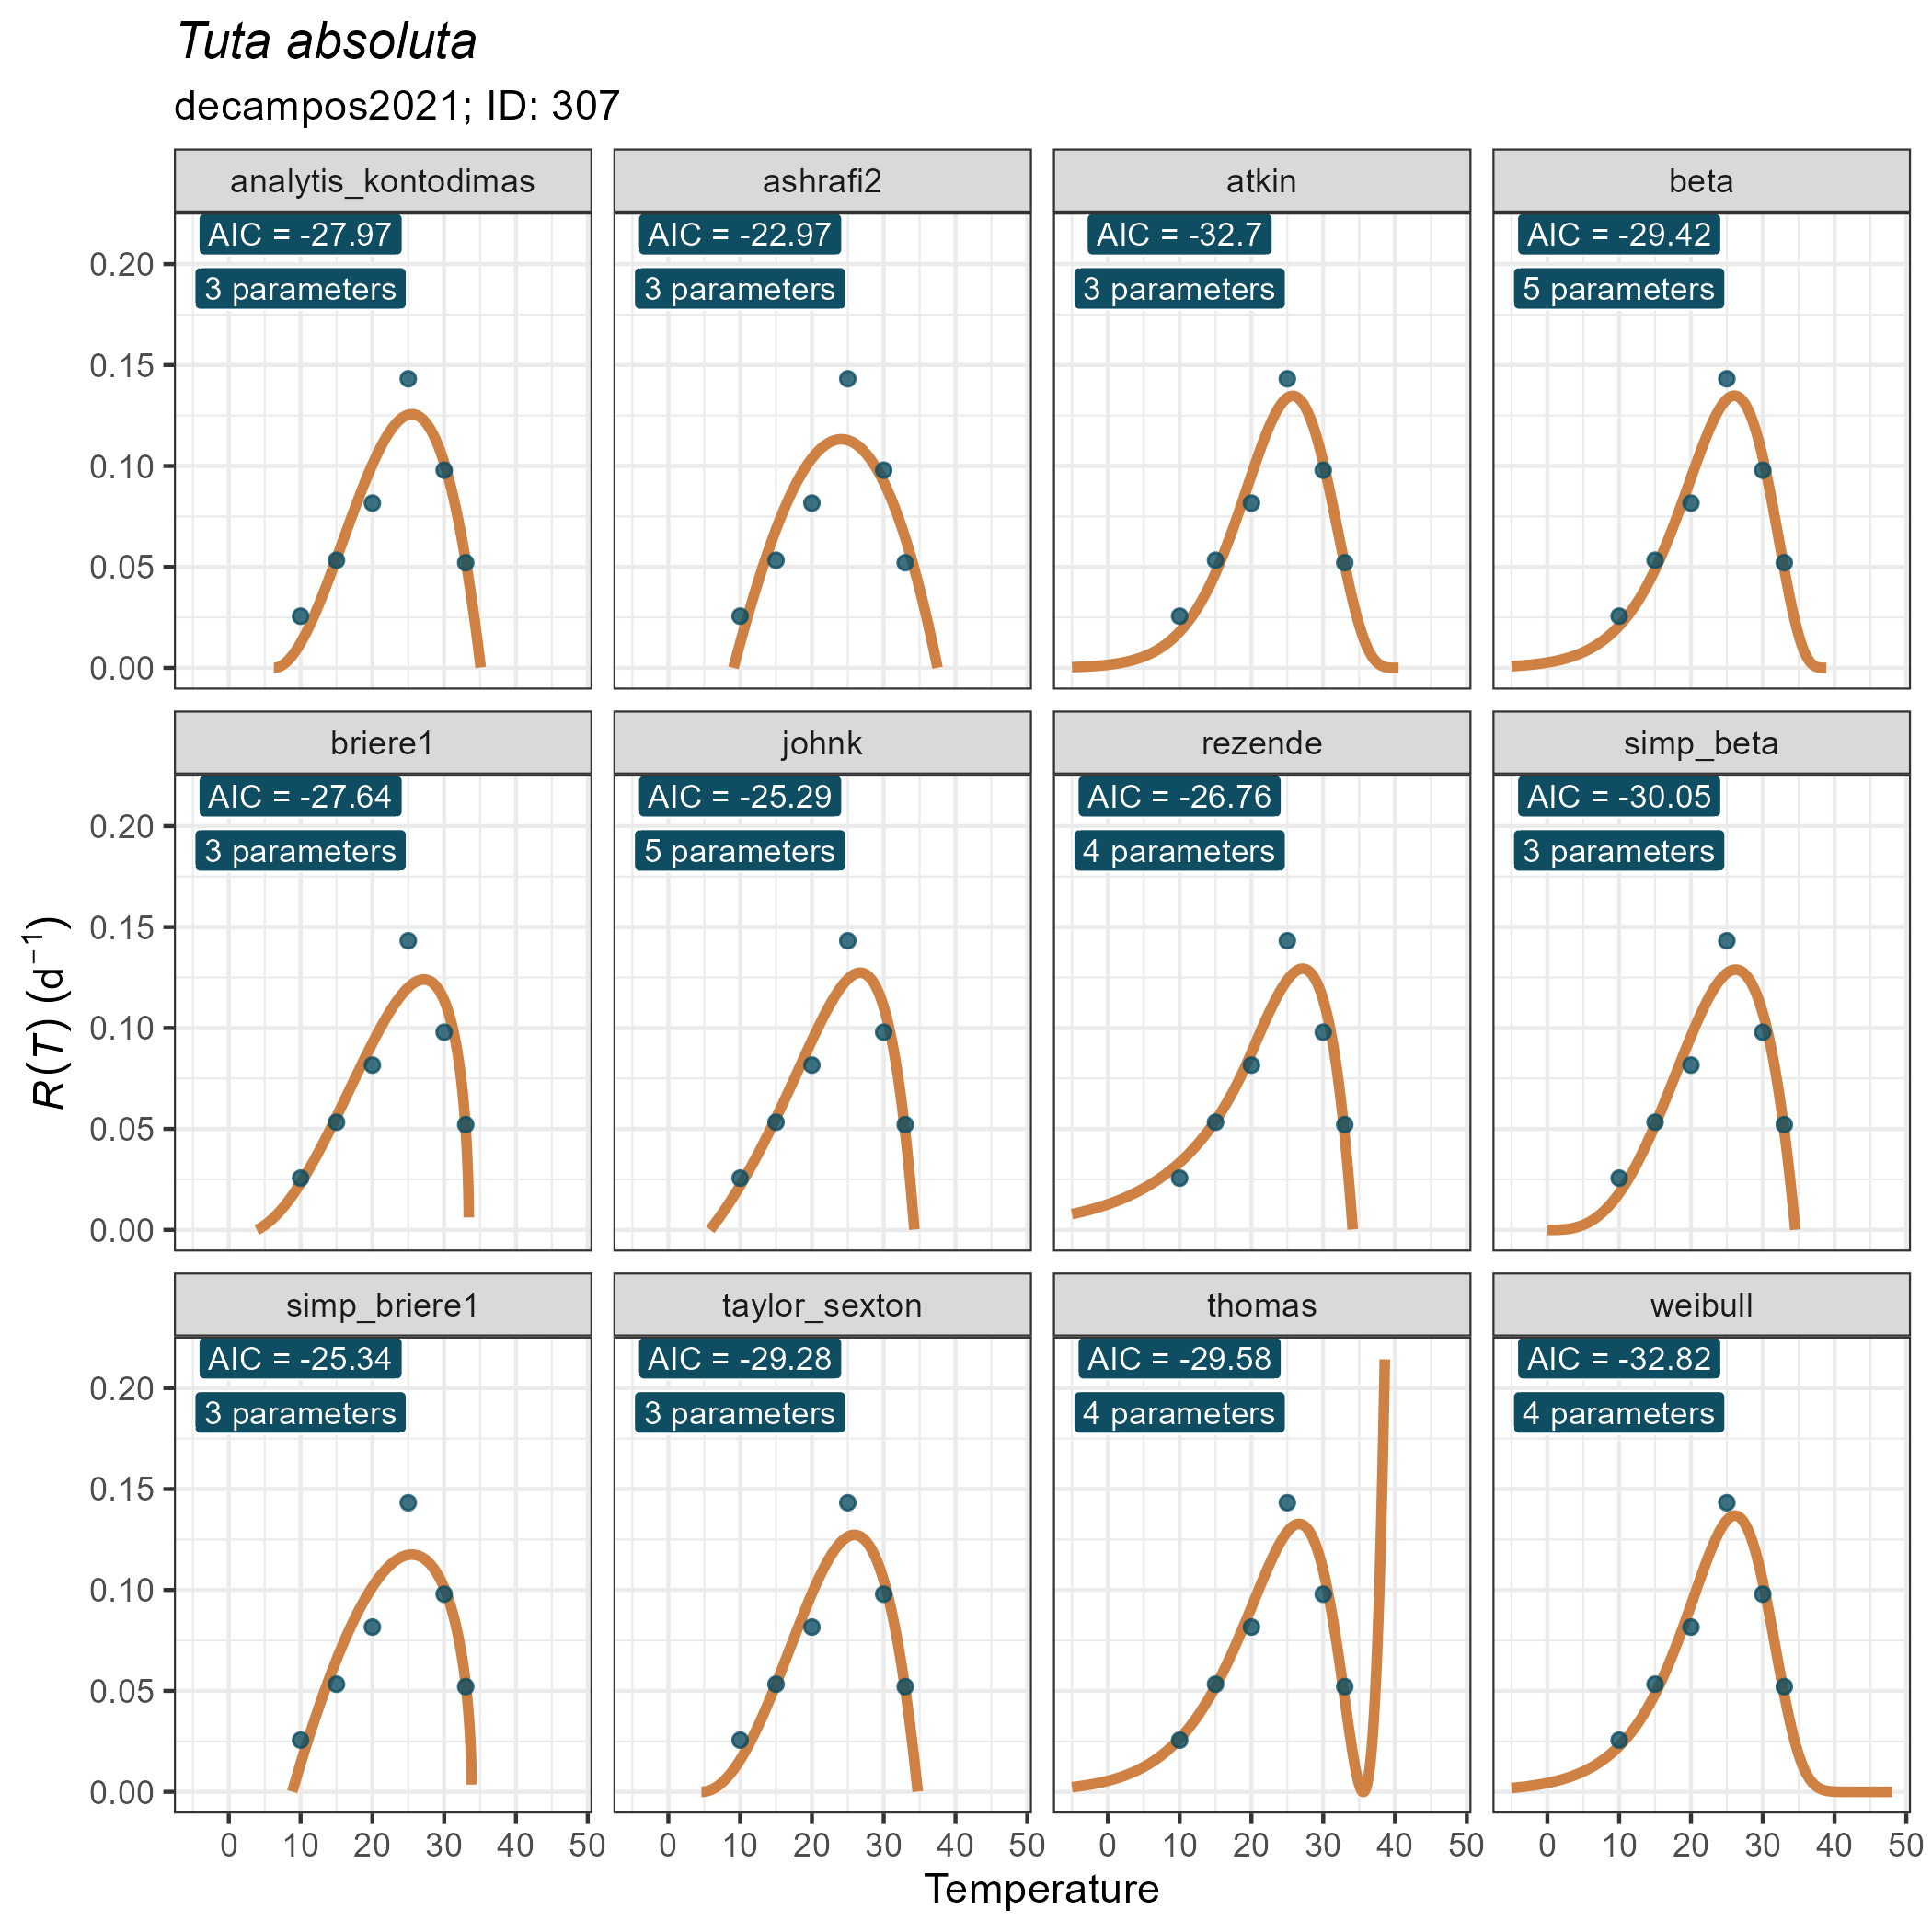 Tuta absoluta
decampos2021; ID: 307
analytis_kontodimas
ashrafi2
atkin
beta
AIC = -27.97
3 parameters
AIC = -22.97
3 parameters
AIC = -32.7
3 parameters
AIC = -29.42
5 parameters
0.20
0.15
0.10
0.05
0.00
briere1
johnk
rezende
simp_beta
AIC = -27.64
3 parameters
AIC = -25.29
5 parameters
AIC = -26.76
4 parameters
AIC = -30.05
3 parameters
0.20
0.15
0.10
0.05
0.00
R(T) (d⁻¹)
simp_briere1
taylor_sexton
thomas
weibull
AIC = -25.34
3 parameters
AIC = -29.28
3 parameters
AIC = -29.58
4 parameters
AIC = -32.82
4 parameters
0.20
0.15
0.10
0.05
0.00
0 10 20 30 40 50 0 10 20 30 40 50 0 10 20 30 40 50 0 10 20 30 40 50
Temperature